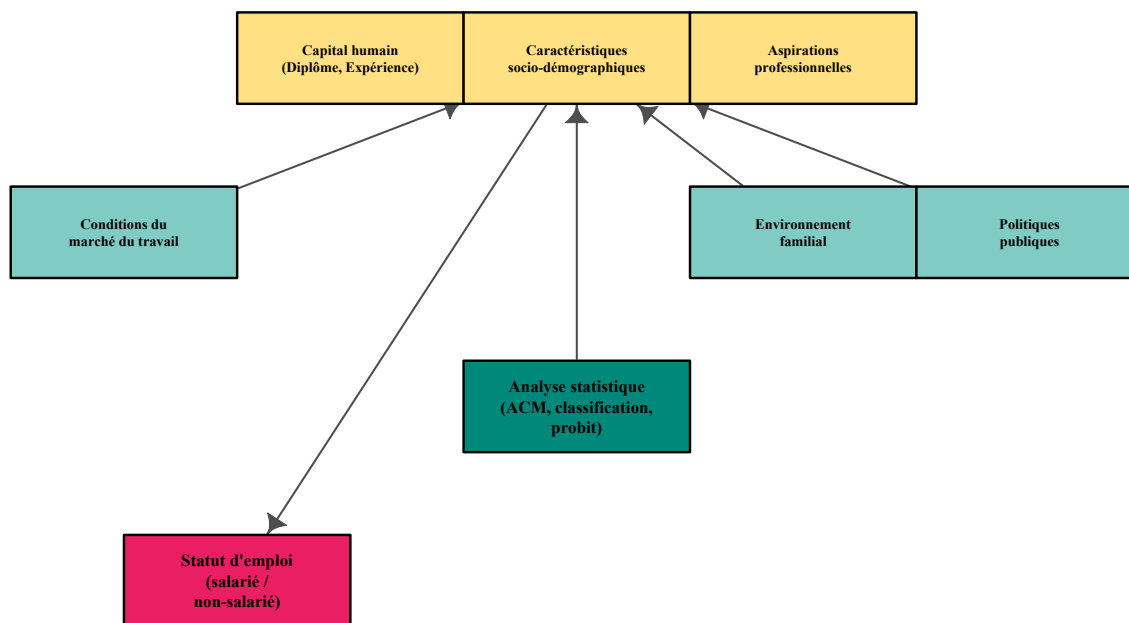 Capital humain
(Diplôme, Expérience)
Caractéristiques
socio-démographiques
Aspirations
professionnelles
Conditions du
marché du travail
Environnement
familial
Politiques
publiques
Analyse statistique
(ACM, classification,
probit)
Statut d'emploi
(salarié /
non-salarié)